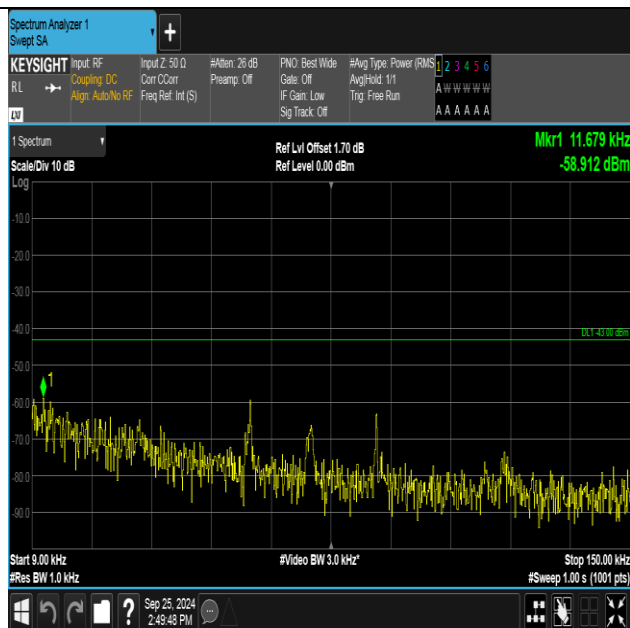 Spectrum Analyzer 1
Swept SA
+
KEYSIGHT
RL
LXI
Input: RF
Coupling: DC
Align: Auto/No RF
Input Z: 50 Ω
Corr CCorr
Freq Ref: Int (S)
#Atten: 26 dB
Preamp: Off
PNO: Best Wide
Gate: Off
IF Gain: Low
Sig Track: Off
#Avg Type: Power (RMS
Avg|Hold: 1/1
Trig: Free Run
1 2 3 4 5 6
A W W W W W
A A A A A A
1 Spectrum
Scale/Div 10 dB
Log
Ref Lvl Offset 1.70 dB
Ref Level 0.00 dBm
Mkr1 11.679 kHz
-58.912 dBm
-10.0
-20.0
-30.0
-40.0
DL1 -43.00 dBm
-50.0
1
-60.0
-70.0
-80.0
-90.0
Start 9.00 kHz
#Video BW 3.0 kHz*
Stop 150.00 kHz
#Res BW 1.0 kHz
#Sweep 1.00 s (1001 pts)
?
Sep 25, 2024
2:49:48 PM